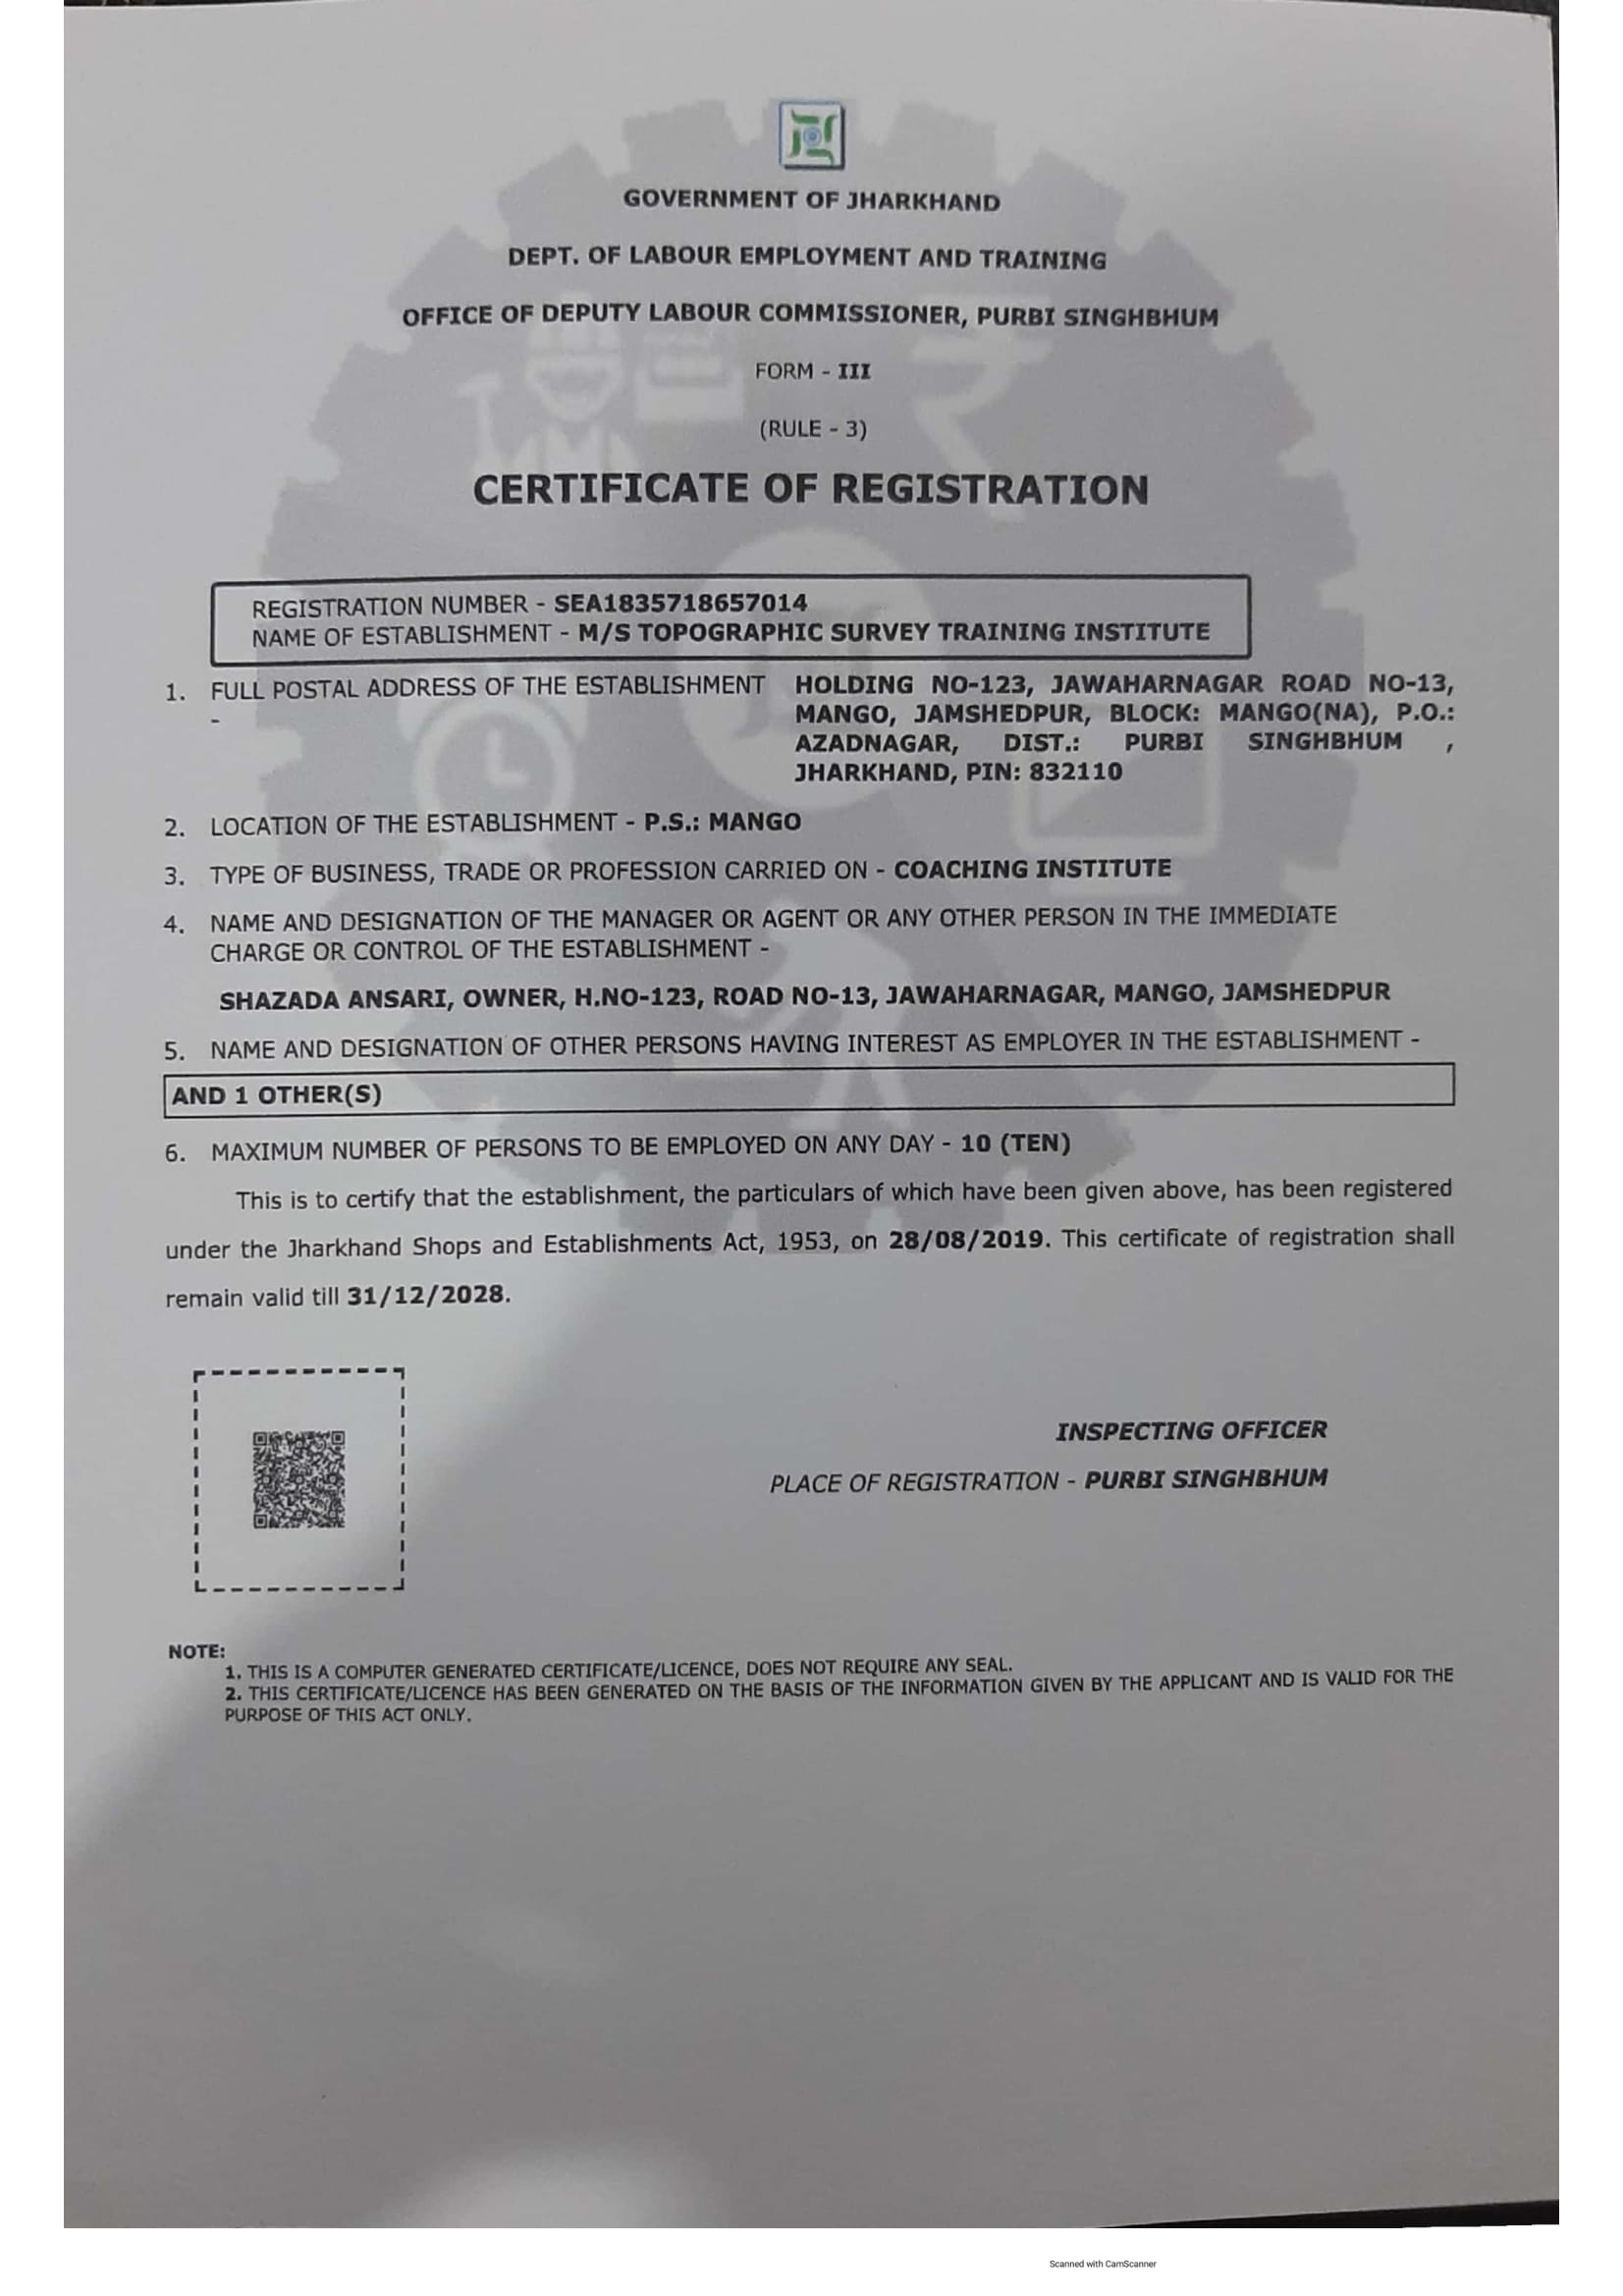 GOVERNMENT OF JHARKHAND
DEPT. OF LABOUR EMPLOYMENT AND TRAINING
OFFICE OF DEPUTY LABOUR COMMISSIONER, PURBI SINGHBHUM
FORM - III
(RULE - 3)
CERTIFICATE OF REGISTRATION
REGISTRATION NUMBER - SEA1835718657014
NAME OF ESTABLISHMENT - M/S TOPOGRAPHIC SURVEY TRAINING INSTITUTE
1. FULL POSTAL ADDRESS OF THE ESTABLISHMENT -
HOLDING NO-123, JAWAHARNAGAR ROAD NO-13,
MANGO, JAMSHEDPUR, BLOCK: MANGO(NA), P.O.:
AZADNAGAR, DIST.: PURBI SINGHBHUM ,
JHARKHAND, PIN: 832110
2. LOCATION OF THE ESTABLISHMENT - P.S.: MANGO
3. TYPE OF BUSINESS, TRADE OR PROFESSION CARRIED ON - COACHING INSTITUTE
4. NAME AND DESIGNATION OF THE MANAGER OR AGENT OR ANY OTHER PERSON IN THE IMMEDIATE
CHARGE OR CONTROL OF THE ESTABLISHMENT -
SHAZADA ANSARI, OWNER, H.NO-123, ROAD NO-13, JAWAHARNAGAR, MANGO, JAMSHEDPUR
5. NAME AND DESIGNATION OF OTHER PERSONS HAVING INTEREST AS EMPLOYER IN THE ESTABLISHMENT -
AND 1 OTHER(S)
6. MAXIMUM NUMBER OF PERSONS TO BE EMPLOYED ON ANY DAY - 10 (TEN)
This is to certify that the establishment, the particulars of which have been given above, has been registered
under the Jharkhand Shops and Establishments Act, 1953, on 28/08/2019. This certificate of registration shall
remain valid till 31/12/2028.
INSPECTING OFFICER
PLACE OF REGISTRATION - PURBI SINGHBHUM
NOTE:
1. THIS IS A COMPUTER GENERATED CERTIFICATE/LICENCE, DOES NOT REQUIRE ANY SEAL.
2. THIS CERTIFICATE/LICENCE HAS BEEN GENERATED ON THE BASIS OF THE INFORMATION GIVEN BY THE APPLICANT AND IS VALID FOR THE
PURPOSE OF THIS ACT ONLY.
Scanned with CamScanner